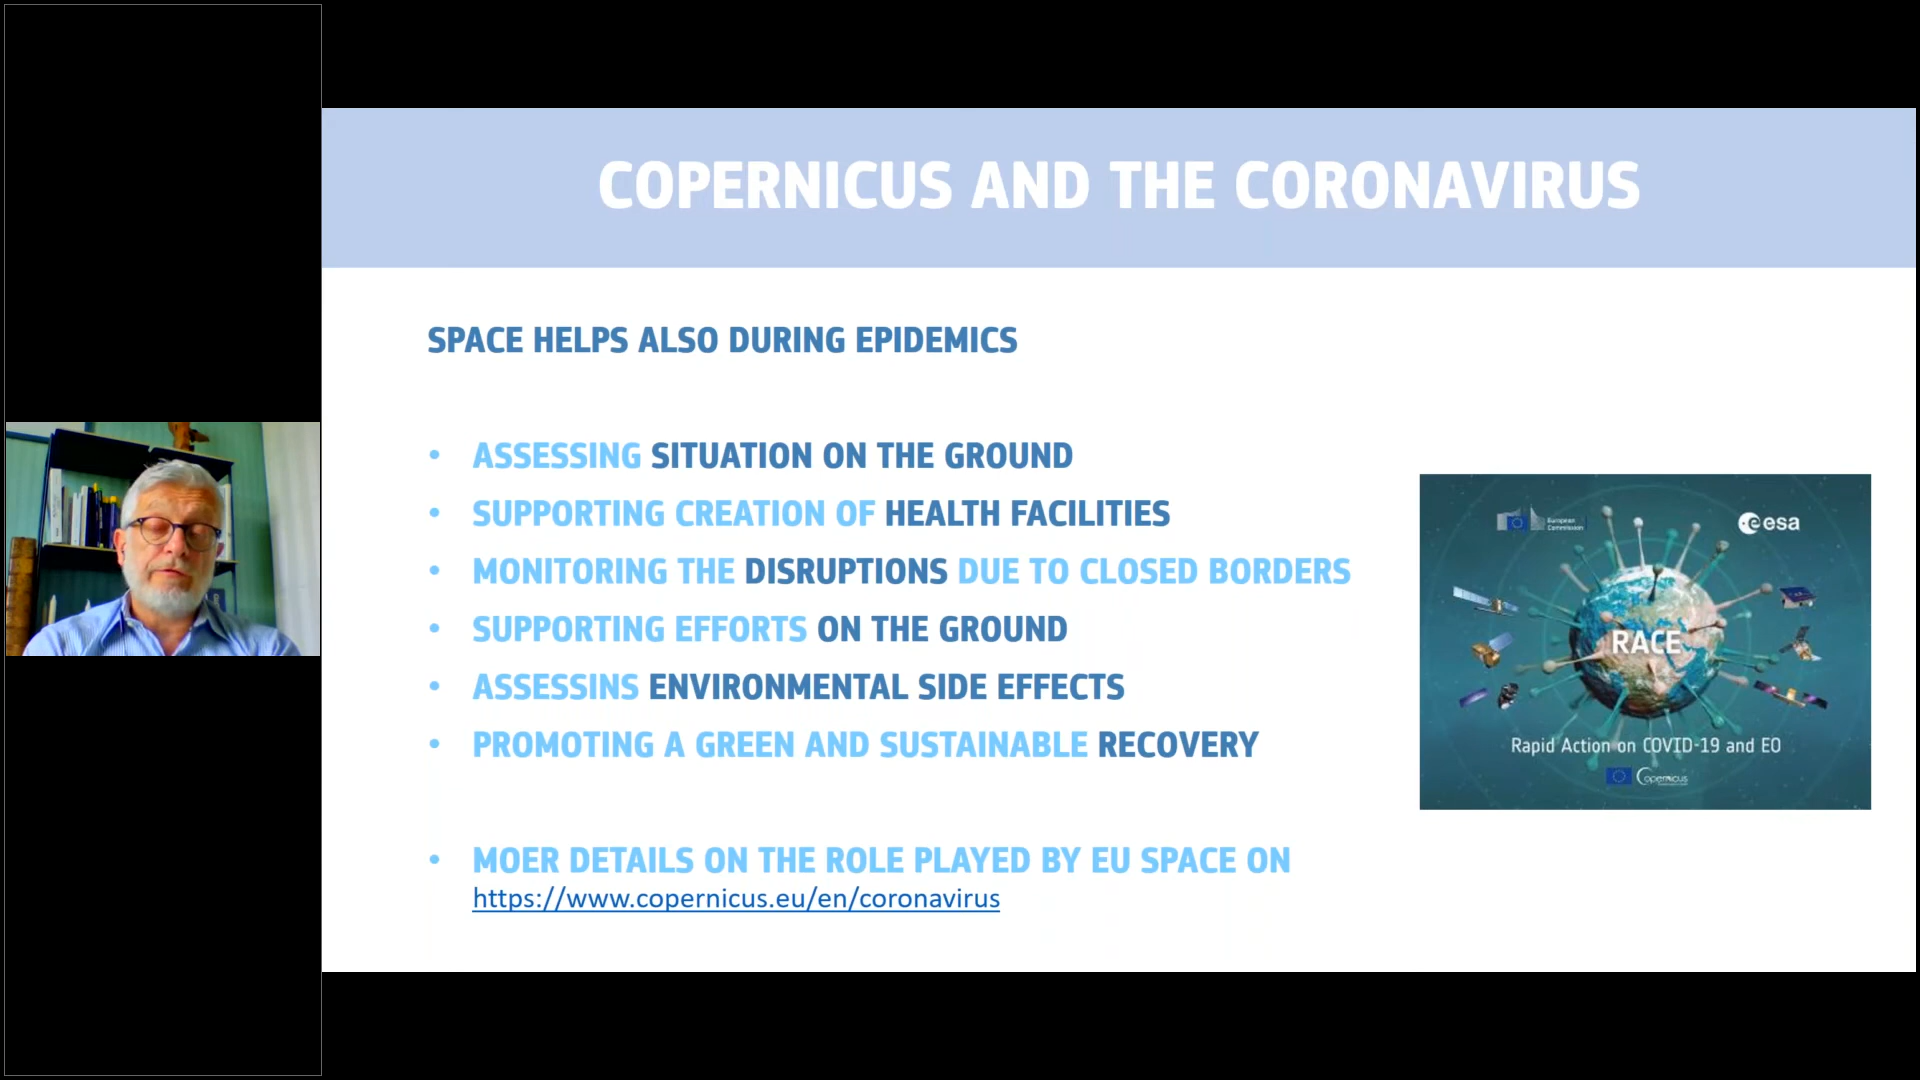 COPERNICUS AND THE CORONAVIRUS
SPACE HELPS ALSO DURING EPIDEMICS
• ASSESSING SITUATION ON THE GROUND
• SUPPORTING CREATION OF HEALTH FACILITIES
• MONITORING THE DISRUPTIONS DUE TO CLOSED BORDERS
• SUPPORTING EFFORTS ON THE GROUND
• ASSESSINS ENVIRONMENTAL SIDE EFFECTS
• PROMOTING A GREEN AND SUSTAINABLE RECOVERY
• MOER DETAILS ON THE ROLE PLAYED BY EU SPACE ON
https://www.copernicus.eu/en/coronavirus
European
Commission
esa
RACE
Rapid Action on COVID-19 and EO
Copernicus